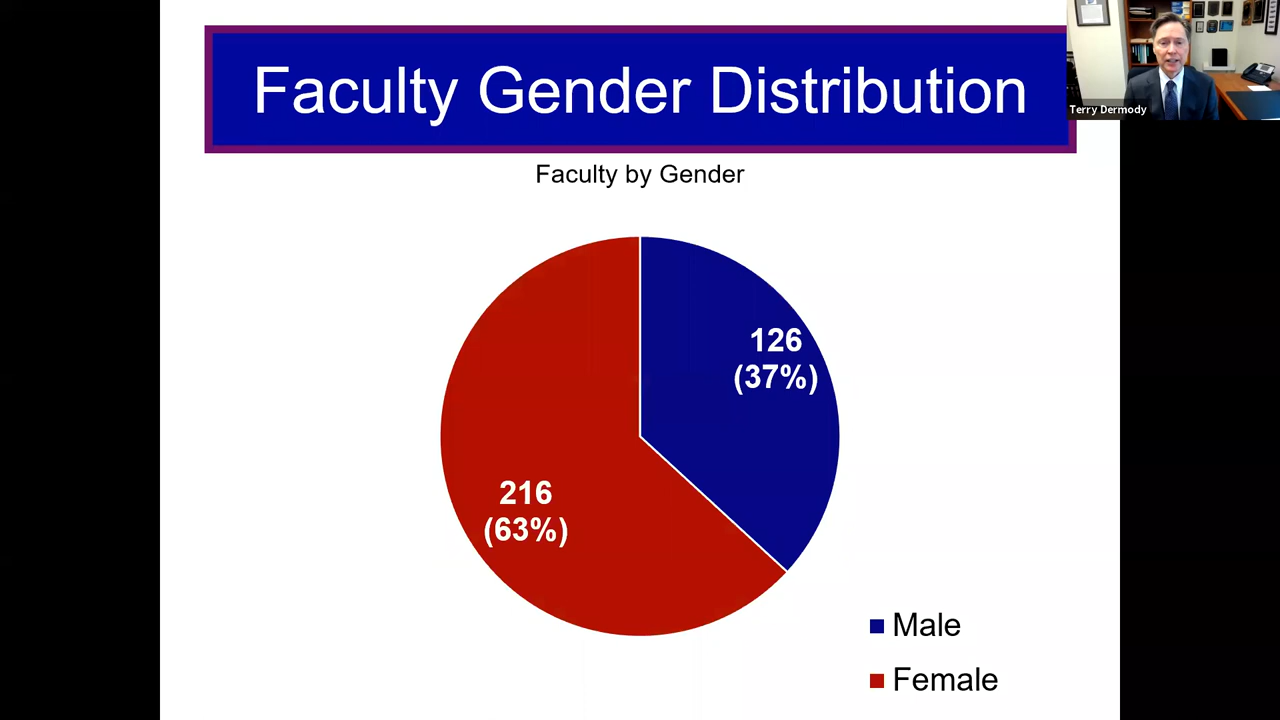 Faculty Gender Distribution
Terry Dermody
Faculty by Gender
126
(37%)
216
(63%)
Male
Female